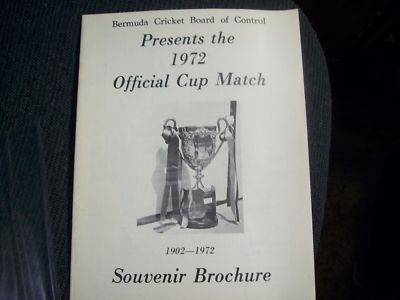 Bermuda Cricket Board of Control
Presents the
1972
Official Cup Match
1902—1972
Souvenir Brochure